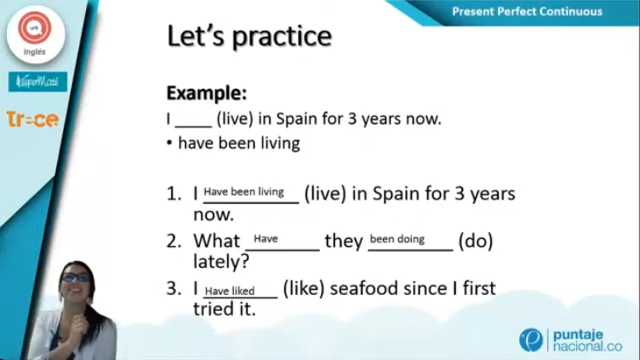 Present Perfect Continuous
Inglés
Let's practice
Trece
Example:
I ____ (live) in Spain for 3 years now.
• have been living
1. I Have been living (live) in Spain for 3 years
now.
2. What Have they been doing (do)
lately?
3. I Have liked (like) seafood since I first
tried it.
puntaje
nacional.co